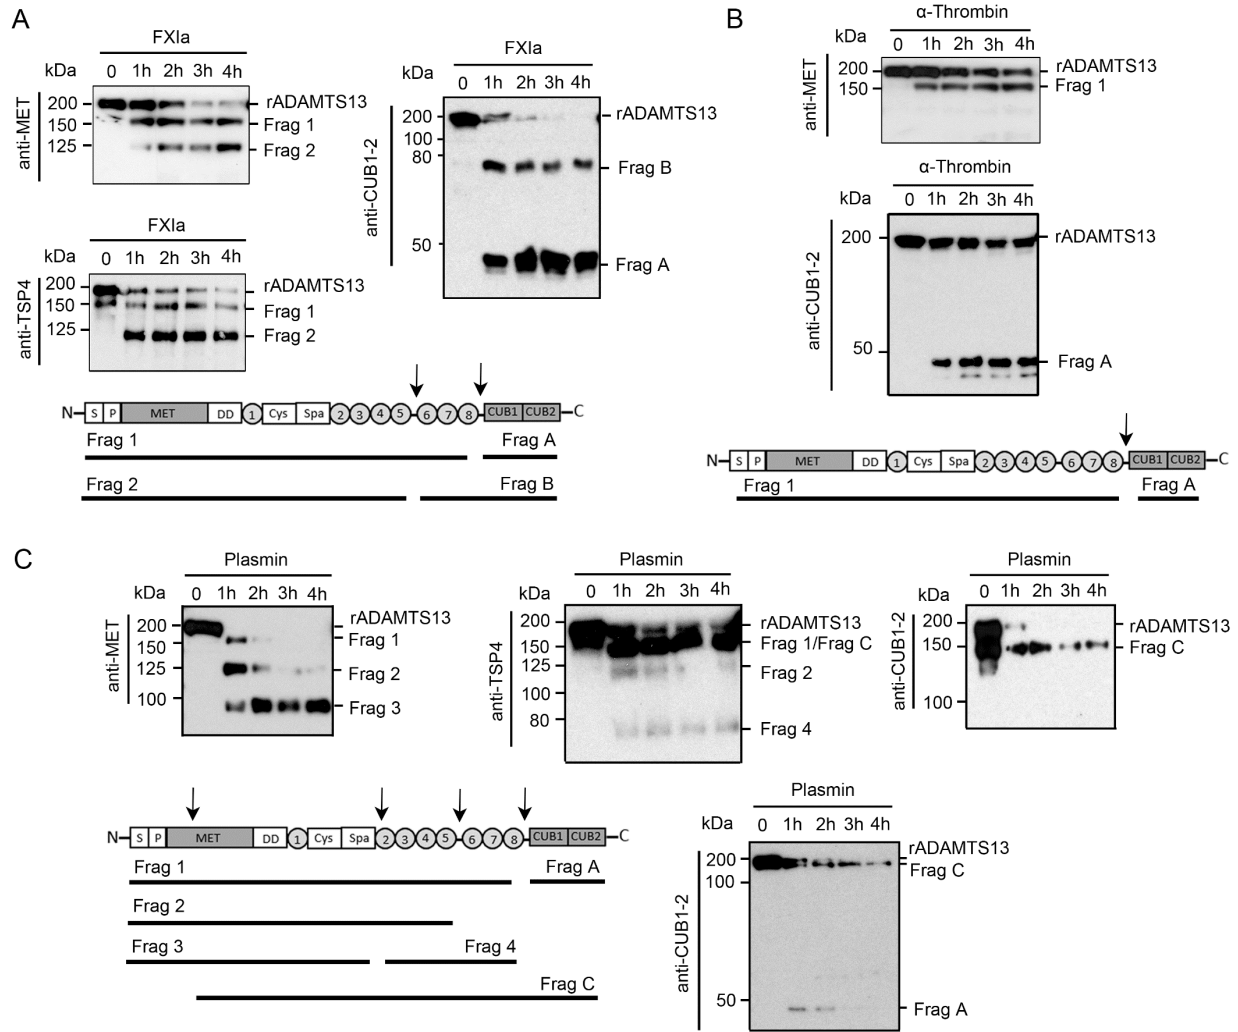 A
FXIa
kDa
0 1h 2h 3h 4h
anti-MET
200
150
125
rADAMTS13
Frag 1
Frag 2
FXIa
kDa
0 1h 2h 3h 4h
anti-TSP4
200
150
125
rADAMTS13
Frag 1
Frag 2
FXIa
kDa
0 1h 2h 3h 4h
anti-CUB1-2
200
100
80
50
rADAMTS13
Frag B
Frag A
N S P MET DD 1 Cys Spa 2 3 4 5 6 7 8 CUB1 CUB2 C
Frag 1 Frag A
Frag 2 Frag B
B
α-Thrombin
kDa
0 1h 2h 3h 4h
anti-MET
200
150
rADAMTS13
Frag 1
α-Thrombin
kDa
0 1h 2h 3h 4h
anti-CUB1-2
200
50
rADAMTS13
Frag A
N S P MET DD 1 Cys Spa 2 3 4 5 6 7 8 CUB1 CUB2 C
Frag 1 Frag A
C
Plasmin
kDa
0 1h 2h 3h 4h
anti-MET
200
150
125
100
rADAMTS13
Frag 1
Frag 2
Frag 3
Plasmin
kDa
0 1h 2h 3h 4h
anti-TSP4
200
150
125
100
80
rADAMTS13
Frag 1/Frag C
Frag 2
Frag 4
Plasmin
kDa
0 1h 2h 3h 4h
anti-CUB1-2
200
150
100
rADAMTS13
Frag C
N S P MET DD 1 Cys Spa 2 3 4 5 6 7 8 CUB1 CUB2 C
Frag 1 Frag A
Frag 2
Frag 3 Frag 4
Frag C
Plasmin
kDa
0 1h 2h 3h 4h
anti-CUB1-2
200
100
50
rADAMTS13
Frag C
Frag A